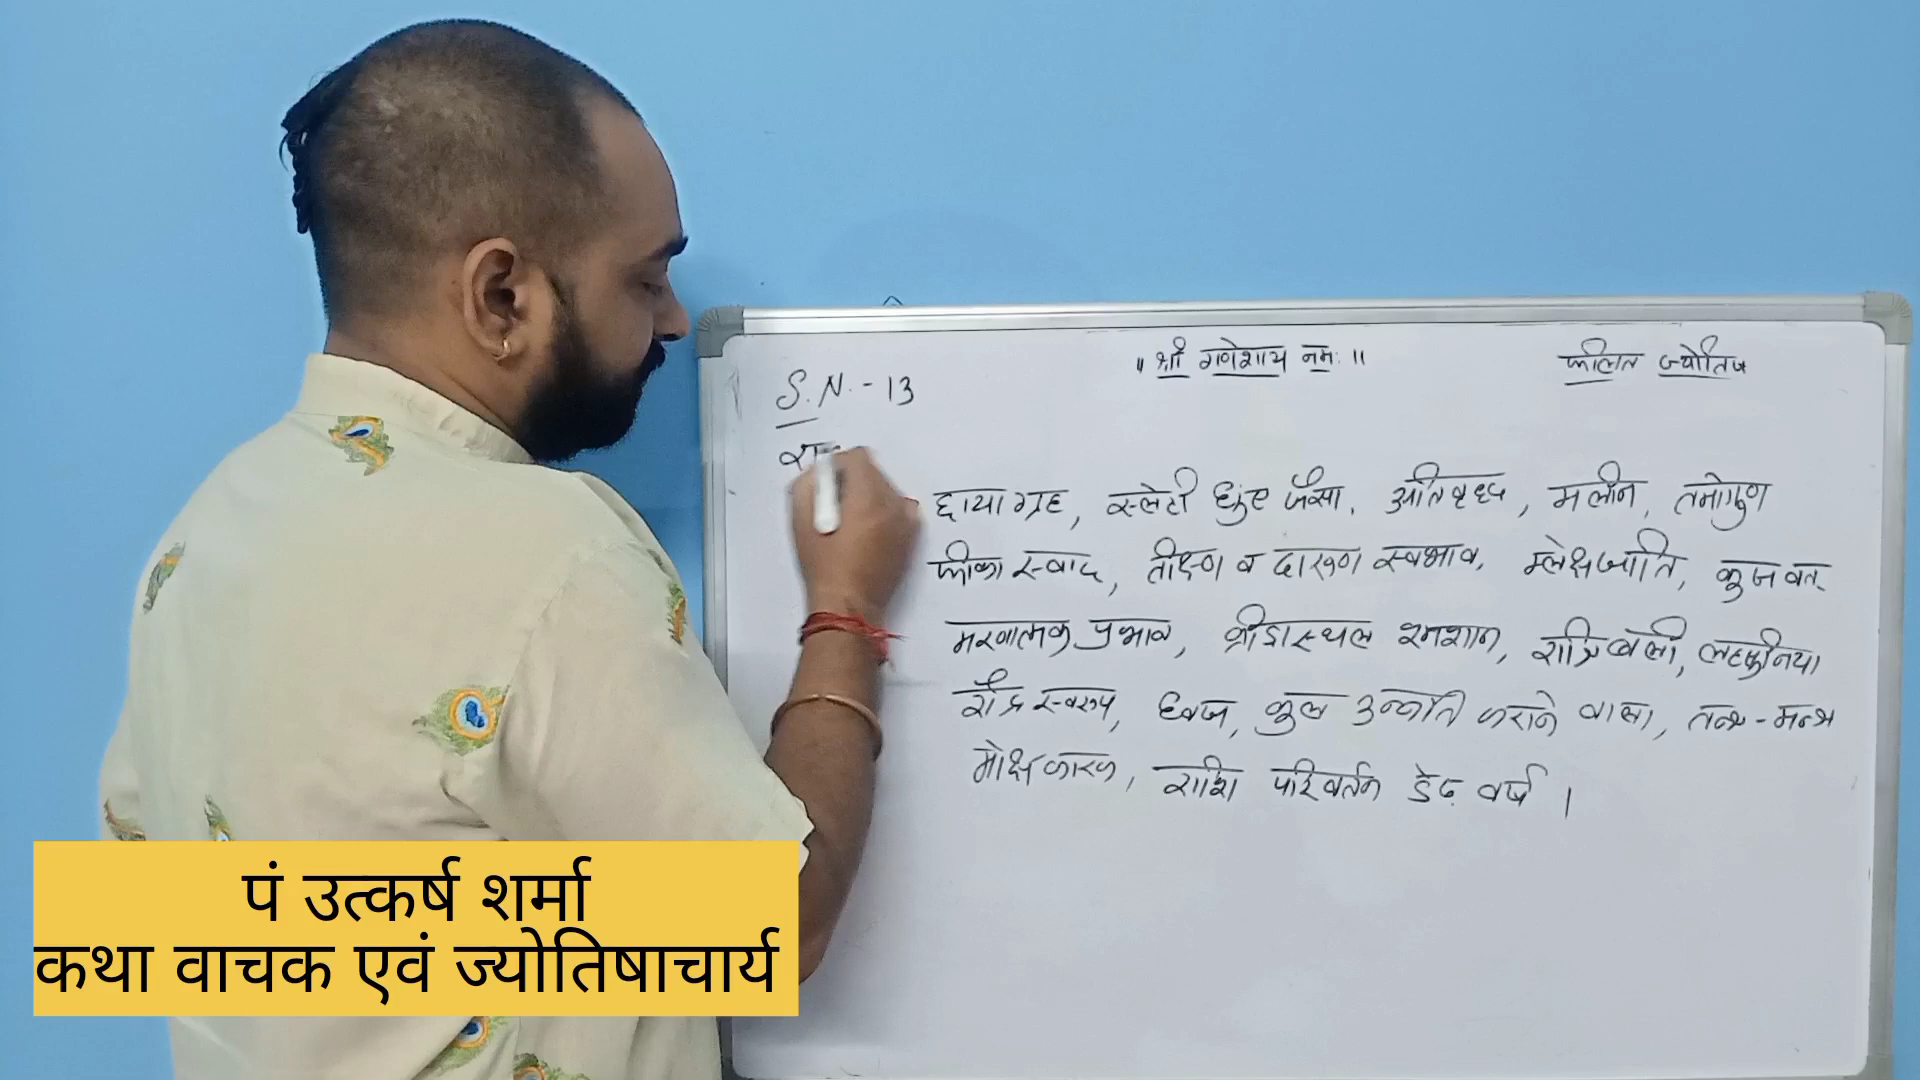 ॥ श्री गणेशाय नमः ॥
फलित ज्योतिष
S.N. - 13
छाया ग्रह, स्लेटी धुंए जैसा, अतिवृध्द, मलीन, तमोगुण
फीका स्वाद, तीक्ष्ण व दारुण स्वभाव, म्लेक्षजाति, कुजवत्
मरणात्मक प्रभाव, क्रीडास्थल श्मशान, रात्रिबली,
रौद्र स्वरुप, ध्वज, कुल उन्नति कराने वाला, तन्त्र - मन्त्र
मोक्षकारक, राशि परिवर्तन डेढ़ वर्ष ।
पं उत्कर्ष शर्मा
कथा वाचक एवं ज्योतिषाचार्य